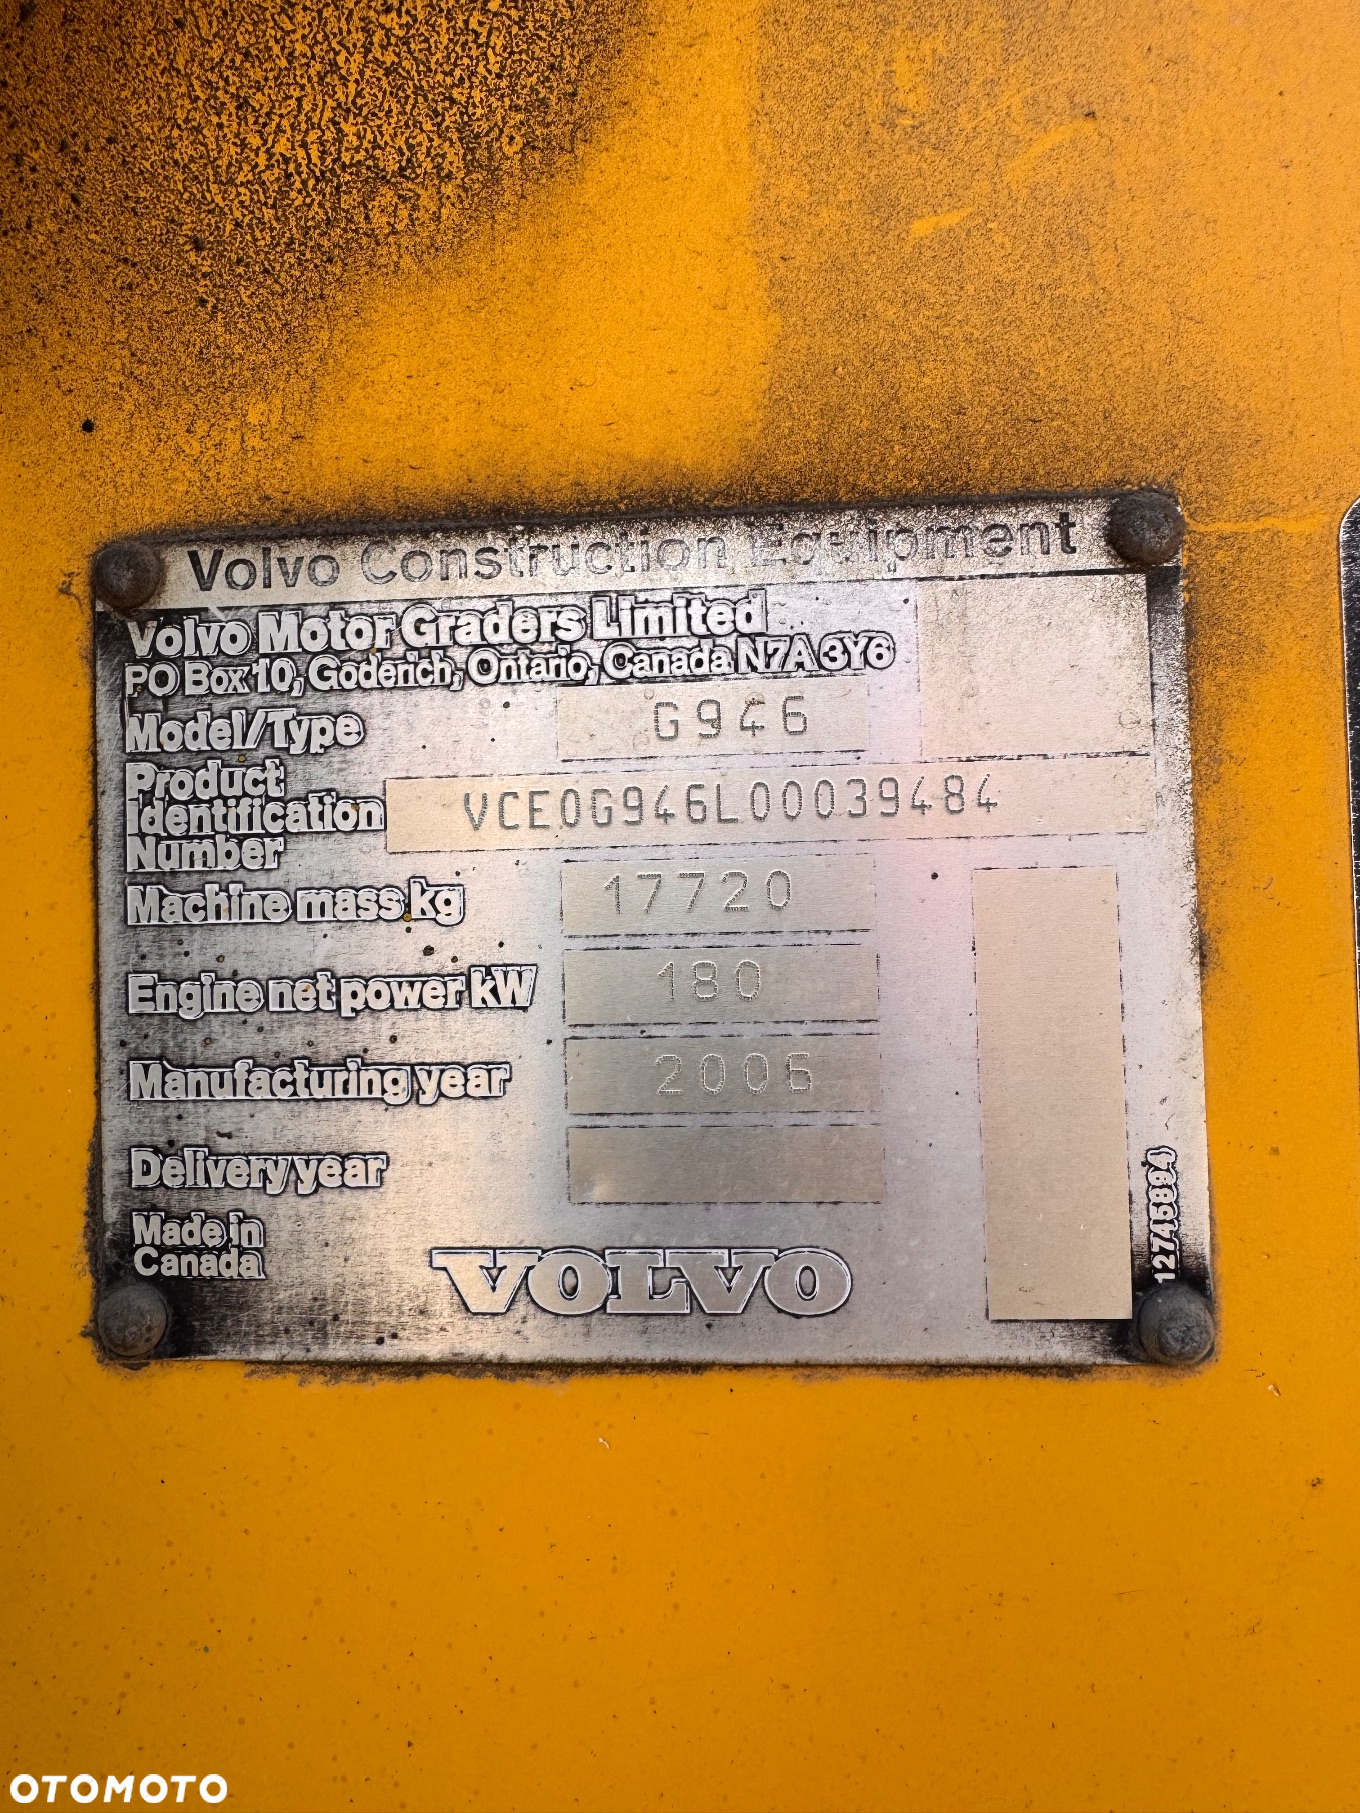 Volvo Construction Equipment
Volvo Motor Graders Limited
PO Box 10, Goderich, Ontario, Canada N7A 3Y6
Model/Type G946
Product
Identification VCE0G946L00039484
Number
Machine mass kg 17720
Engine net power kW 180
Manufacturing year 2006
Delivery year
Made in
Canada
VOLVO
12745894
OTOMOTO